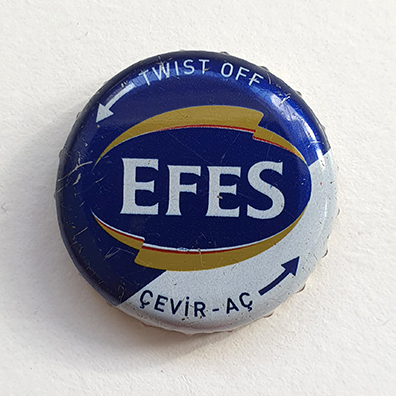 TWIST OFF
EFES
ÇEVİR-AÇ